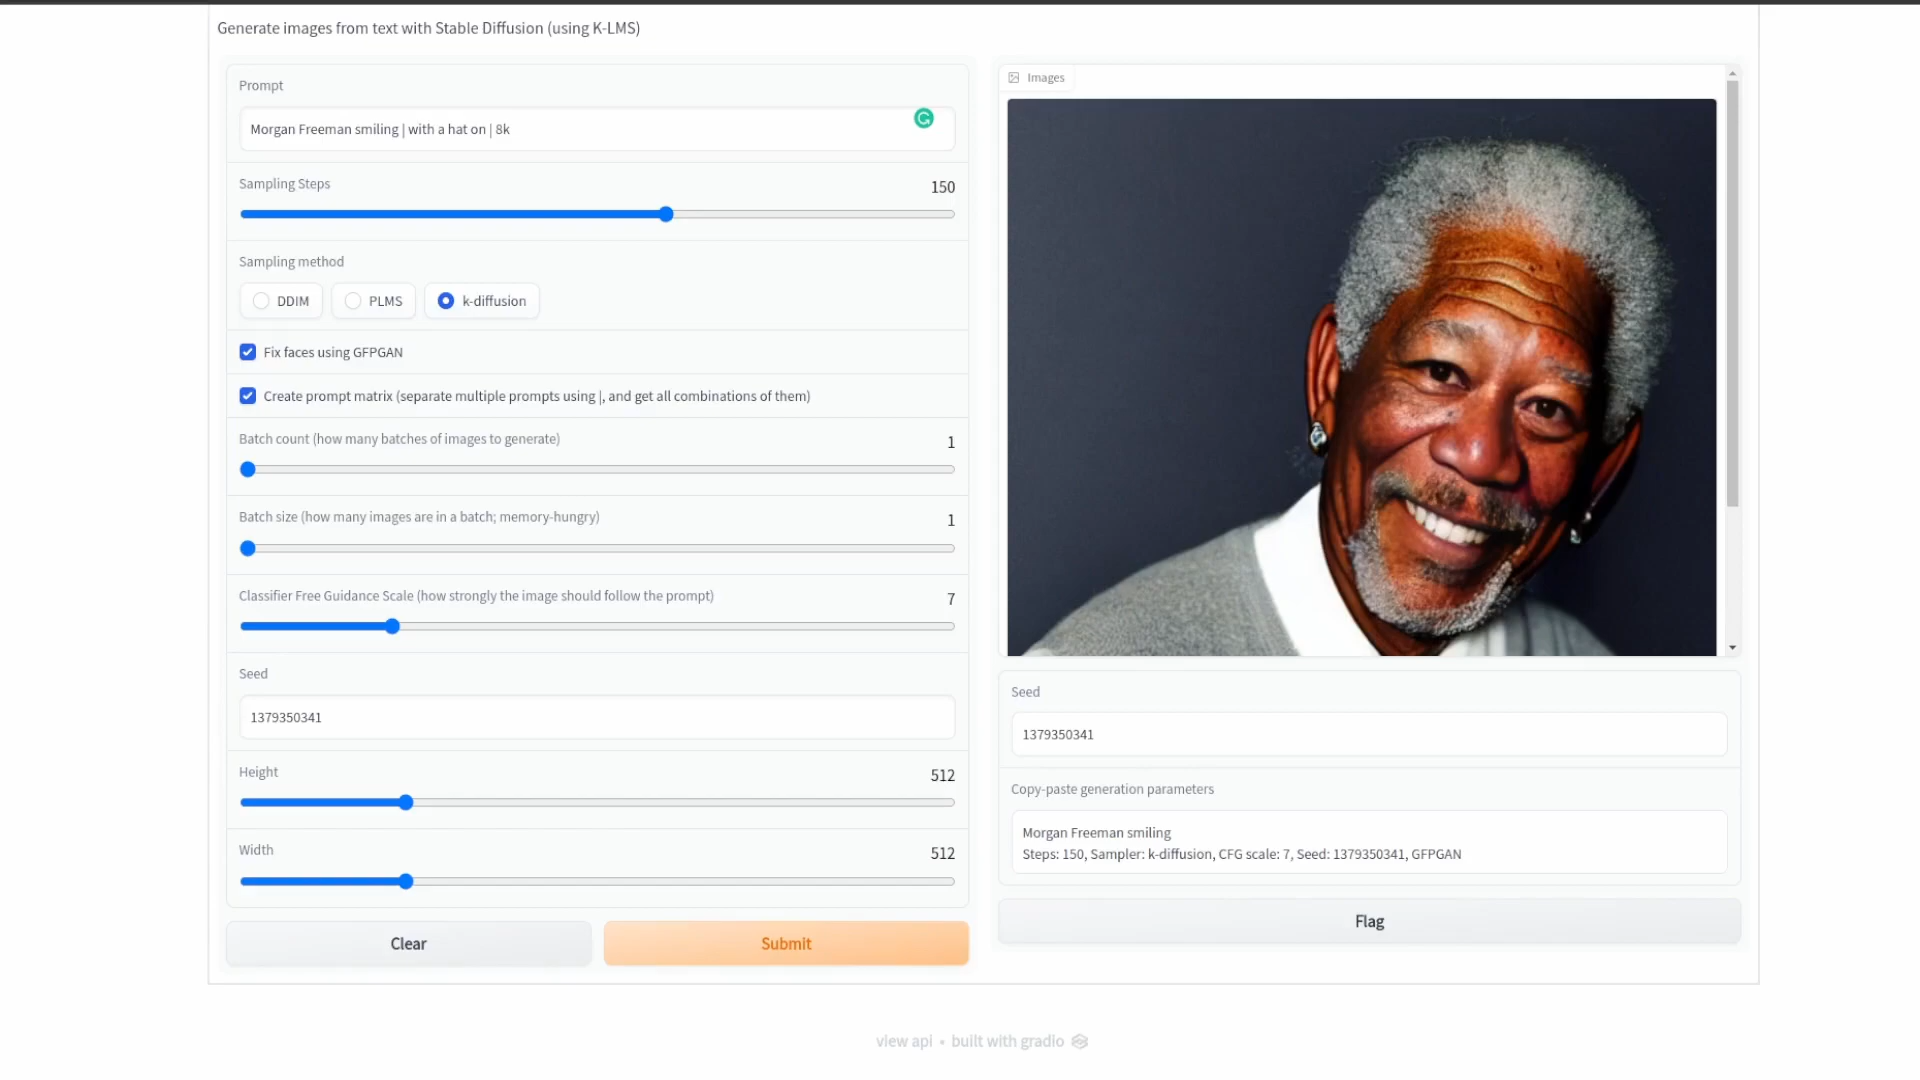 Generate images from text with Stable Diffusion (using K-LMS)
Prompt
Morgan Freeman smiling | with a hat on | 8k
Sampling Steps
150
Sampling method
DDIM
PLMS
k-diffusion
Fix faces using GFPGAN
Create prompt matrix (separate multiple prompts using |, and get all combinations of them)
Batch count (how many batches of images to generate)
1
Batch size (how many images are in a batch; memory-hungry)
1
Classifier Free Guidance Scale (how strongly the image should follow the prompt)
7
Seed
1379350341
Height
512
Width
512
Clear
Submit
Images
Seed
1379350341
Copy-paste generation parameters
Morgan Freeman smiling
Steps: 150, Sampler: k-diffusion, CFG scale: 7, Seed: 1379350341, GFPGAN
Flag
view api • built with gradio